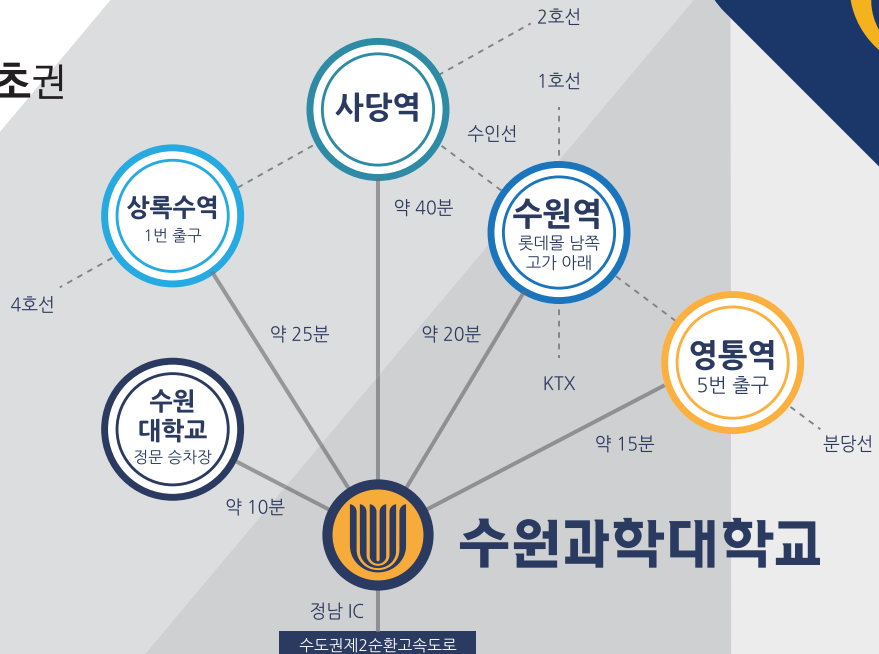 2호선
초권
1호선
사당역
수인선
상록수역
1번 출구
약 40분
수원역
롯데몰 남쪽
고가 아래
4호선
약 25분
약 20분
영통역
5번 출구
KTX
수원
대학교
정문 승차장
약 15분
분당선
약 10분
수원과학대학교
정남 IC
수도권제2순환고속도로